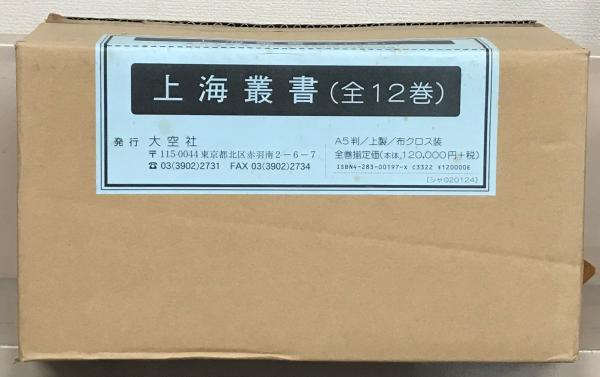 上海叢書(全12巻)
発行 大空社
〒115-0044 東京都北区赤羽南2-6-7
☎ 03(3902)2731 FAX 03(3902)2734
A5判/上製/布クロス装
全巻揃定価(本体120,000円+税)
ISBN4-283-00197-X C3322 ¥120000E
[シャ020124]